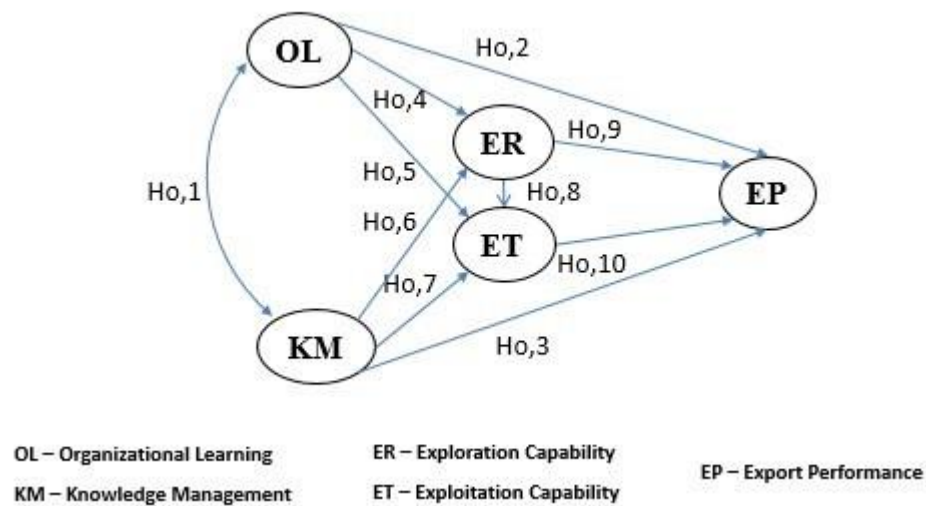 OL
Ho,2
Ho,4
ER
Ho,9
Ho,5
Ho,8
EP
Ho,1
Ho,6
ET
Ho,10
Ho,7
KM
Ho,3
OL – Organizational Learning
ER – Exploration Capability
EP – Export Performance
KM – Knowledge Management
ET – Exploitation Capability